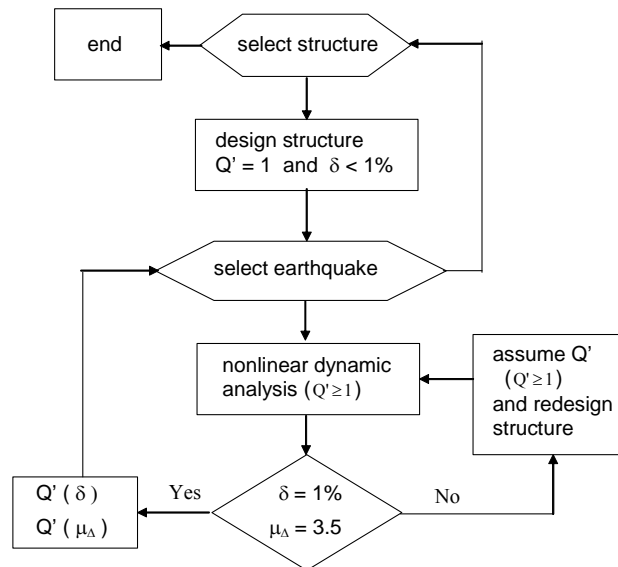 end
select structure
design structure
Q' = 1 and δ < 1%
select earthquake
nonlinear dynamic
analysis (Q'≥1)
assume Q'
(Q'≥1)
and redesign
structure
Q' ( δ )
Q' ( μΔ )
Yes
δ = 1%
μΔ = 3.5
No